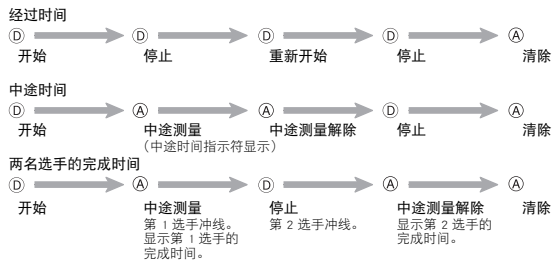 经过时间
Ⓓ Ⓓ Ⓓ Ⓓ Ⓐ
开始 停止 重新开始 停止 清除
中途时间
Ⓓ Ⓐ Ⓐ Ⓓ Ⓐ
开始 中途测量 中途测量解除 停止 清除
（中途时间指示符显示）
两名选手的完成时间
Ⓓ Ⓐ Ⓓ Ⓐ Ⓐ
开始 中途测量 停止 中途测量解除 清除
第 1 选手冲线。 第 2 选手冲线。 显示第 2 选手的
显示第 1 选手的 完成时间。
完成时间。